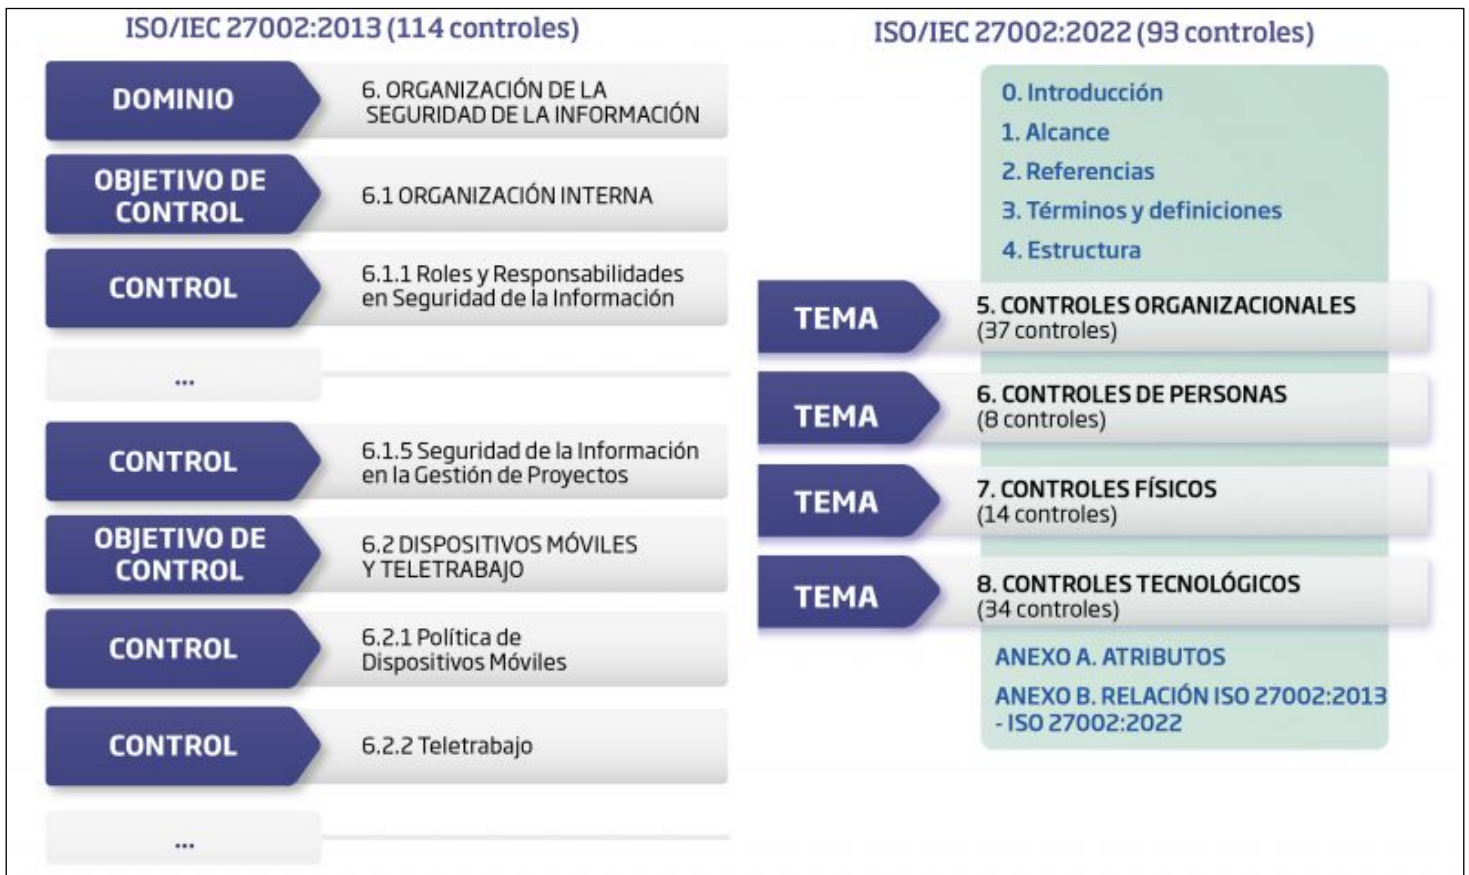 ISO/IEC 27002:2013 (114 controles)
DOMINIO
6. ORGANIZACIÓN DE LA
SEGURIDAD DE LA INFORMACIÓN
OBJETIVO DE
CONTROL
6.1 ORGANIZACIÓN INTERNA
CONTROL
6.1.1 Roles y Responsabilidades
en Seguridad de la Información
...
CONTROL
6.1.5 Seguridad de la Información
en la Gestión de Proyectos
OBJETIVO DE
CONTROL
6.2 DISPOSITIVOS MÓVILES
Y TELETRABAJO
CONTROL
6.2.1 Política de
Dispositivos Móviles
CONTROL
6.2.2 Teletrabajo
...
ISO/IEC 27002:2022 (93 controles)
0. Introducción
1. Alcance
2. Referencias
3. Términos y definiciones
4. Estructura
TEMA
5. CONTROLES ORGANIZACIONALES
(37 controles)
TEMA
6. CONTROLES DE PERSONAS
(8 controles)
TEMA
7. CONTROLES FÍSICOS
(14 controles)
TEMA
8. CONTROLES TECNOLÓGICOS
(34 controles)
ANEXO A. ATRIBUTOS
ANEXO B. RELACIÓN ISO 27002:2013
- ISO 27002:2022